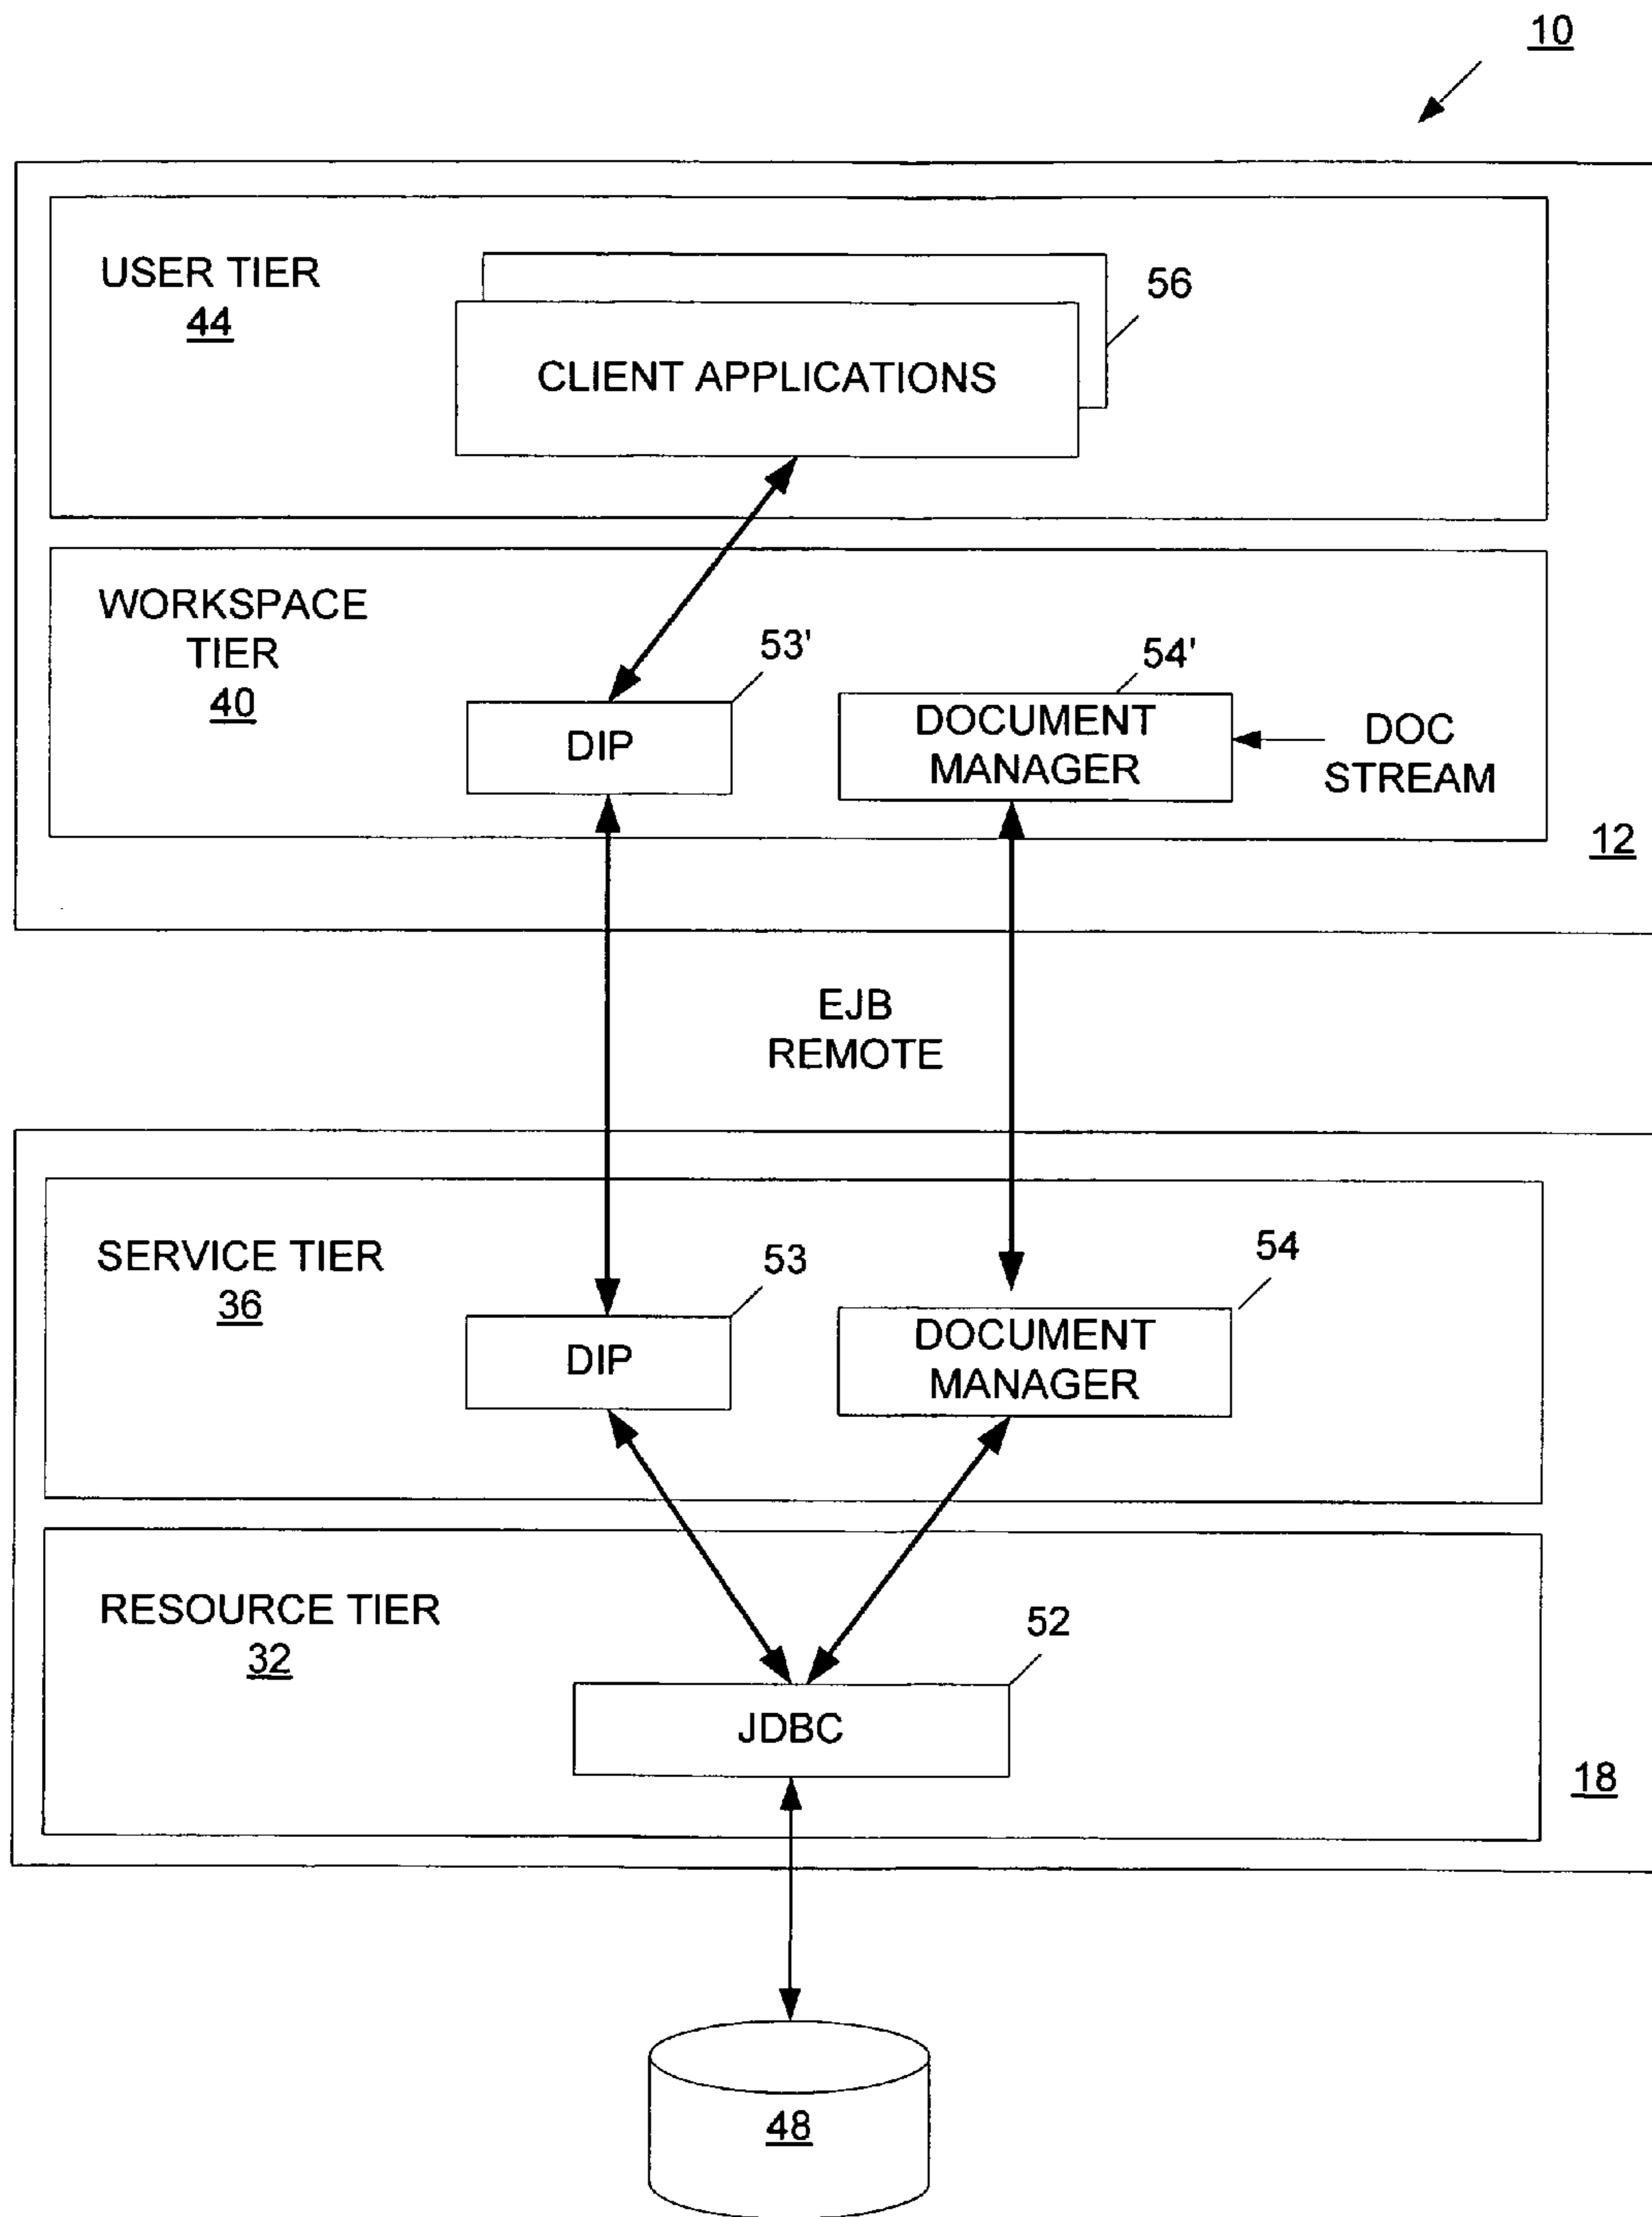 10
USER TIER
44
56
CLIENT APPLICATIONS
WORKSPACE
TIER
40
53'
DIP
54'
DOCUMENT
MANAGER
DOC
STREAM
12
EJB
REMOTE
SERVICE TIER
36
53
DIP
54
DOCUMENT
MANAGER
RESOURCE TIER
32
52
JDBC
18
48